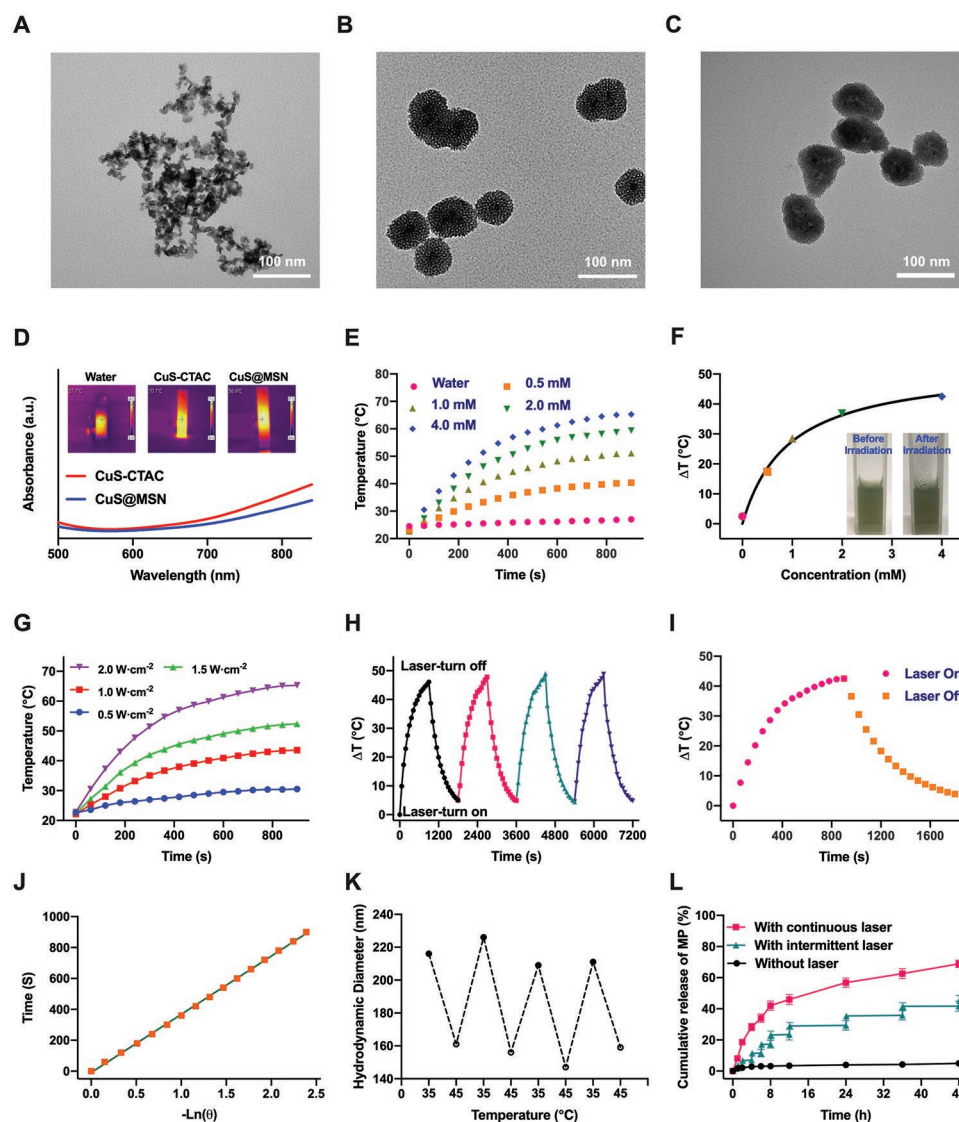 A
B
C
100 nm
100 nm
100 nm
D
E
F
Water
CuS-CTAC
CuS@MSN
CuS-CTAC
CuS@MSN
Absorbance (a.u.)
500
600
700
800
Wavelength (nm)
Water
0.5 mM
1.0 mM
2.0 mM
4.0 mM
Temperature (°C)
80
70
60
50
40
30
20
0
200
400
600
800
Time (s)
ΔT (°C)
50
40
30
20
10
0
Before
Irradiation
After
Irradiation
0
1
2
3
4
Concentration (mM)
G
H
I
2.0 W·cm⁻²
1.5 W·cm⁻²
1.0 W·cm⁻²
0.5 W·cm⁻²
Temperature (°C)
70
60
50
40
30
20
0
200
400
600
800
Time (s)
Laser-turn off
Laser-turn on
ΔT (°C)
50
40
30
20
10
0
0
1200
2400
3600
4800
6000
7200
Time (s)
Laser On
Laser Off
ΔT (°C)
50
40
30
20
10
0
0
400
800
1200
1600
Time (s)
J
K
L
Time (S)
1000
800
600
400
200
0
0.0
0.5
1.0
1.5
2.0
2.5
-Ln(θ)
Hydrodynamic Diameter (nm)
240
220
200
180
160
140
35
45
35
45
35
45
35
45
Temperature (°C)
With continuous laser
With intermittent laser
Without laser
Cumulative release of MP (%)
100
80
60
40
20
0
0
8
16
24
32
40
48
Time (h)